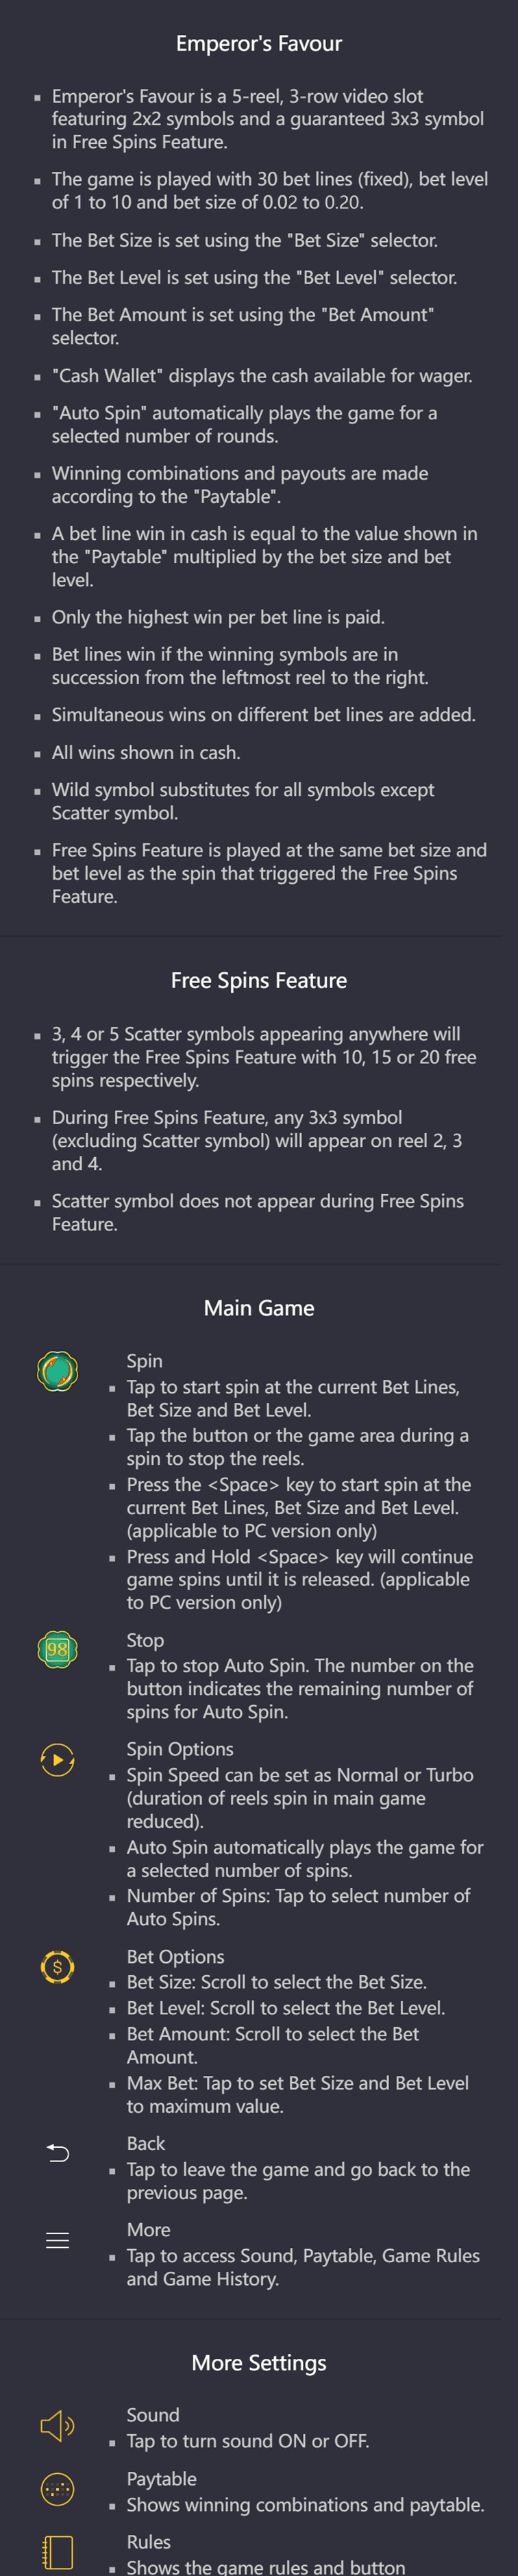 Emperor's Favour
▪ Emperor's Favour is a 5-reel, 3-row video slot
featuring 2x2 symbols and a guaranteed 3x3 symbol
in Free Spins Feature.
▪ The game is played with 30 bet lines (fixed), bet level
of 1 to 10 and bet size of 0.02 to 0.20.
▪ The Bet Size is set using the "Bet Size" selector.
▪ The Bet Level is set using the "Bet Level" selector.
▪ The Bet Amount is set using the "Bet Amount"
selector.
▪ "Cash Wallet" displays the cash available for wager.
▪ "Auto Spin" automatically plays the game for a
selected number of rounds.
▪ Winning combinations and payouts are made
according to the "Paytable".
▪ A bet line win in cash is equal to the value shown in
the "Paytable" multiplied by the bet size and bet
level.
▪ Only the highest win per bet line is paid.
▪ Bet lines win if the winning symbols are in
succession from the leftmost reel to the right.
▪ Simultaneous wins on different bet lines are added.
▪ All wins shown in cash.
▪ Wild symbol substitutes for all symbols except
Scatter symbol.
▪ Free Spins Feature is played at the same bet size and
bet level as the spin that triggered the Free Spins
Feature.
Free Spins Feature
▪ 3, 4 or 5 Scatter symbols appearing anywhere will
trigger the Free Spins Feature with 10, 15 or 20 free
spins respectively.
▪ During Free Spins Feature, any 3x3 symbol
(excluding Scatter symbol) will appear on reel 2, 3
and 4.
▪ Scatter symbol does not appear during Free Spins
Feature.
Main Game
Spin
▪ Tap to start spin at the current Bet Lines,
Bet Size and Bet Level.
▪ Tap the button or the game area during a
spin to stop the reels.
▪ Press the <Space> key to start spin at the
current Bet Lines, Bet Size and Bet Level.
(applicable to PC version only)
▪ Press and Hold <Space> key will continue
game spins until it is released. (applicable
to PC version only)
98
Stop
▪ Tap to stop Auto Spin. The number on the
button indicates the remaining number of
spins for Auto Spin.
Spin Options
▪ Spin Speed can be set as Normal or Turbo
(duration of reels spin in main game
reduced).
▪ Auto Spin automatically plays the game for
a selected number of spins.
▪ Number of Spins: Tap to select number of
Auto Spins.
$
Bet Options
▪ Bet Size: Scroll to select the Bet Size.
▪ Bet Level: Scroll to select the Bet Level.
▪ Bet Amount: Scroll to select the Bet
Amount.
▪ Max Bet: Tap to set Bet Size and Bet Level
to maximum value.
Back
▪ Tap to leave the game and go back to the
previous page.
More
▪ Tap to access Sound, Paytable, Game Rules
and Game History.
More Settings
Sound
▪ Tap to turn sound ON or OFF.
Paytable
▪ Shows winning combinations and paytable.
Rules
▪ Shows the game rules and button